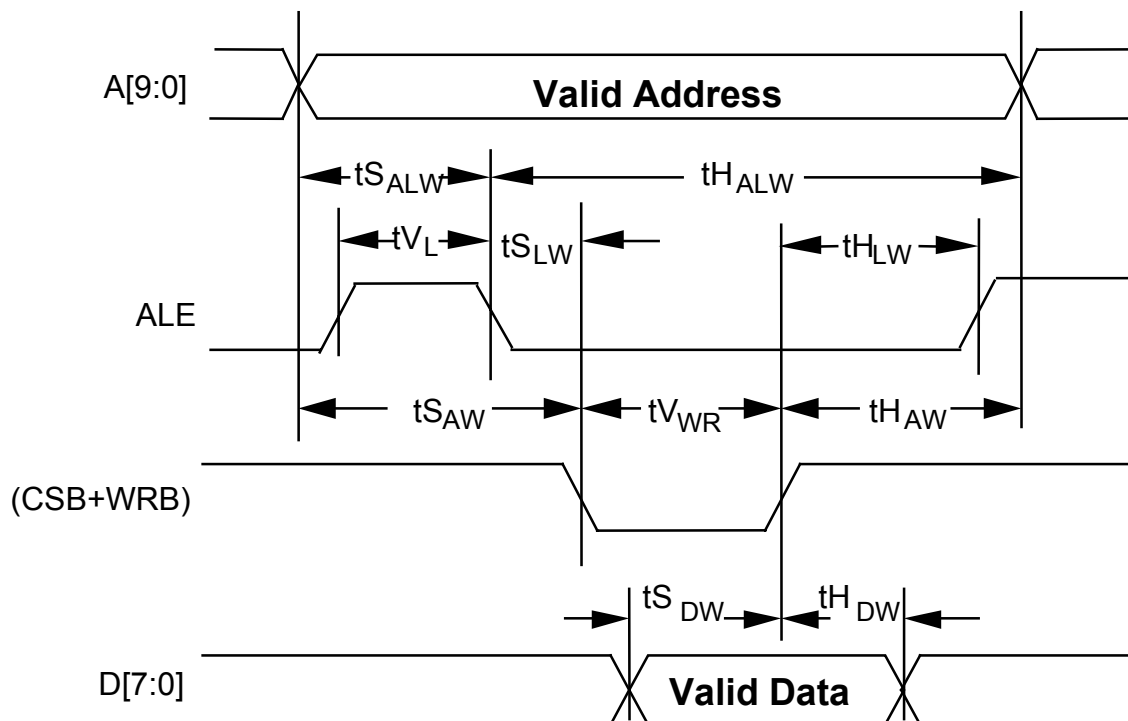 A[9:0]
Valid Address
tSALW
tHALW
tVL
tSLW
tHLW
ALE
tSAW
tVWR
tHAW
(CSB+WRB)
tS DW
tH DW
D[7:0]
Valid Data